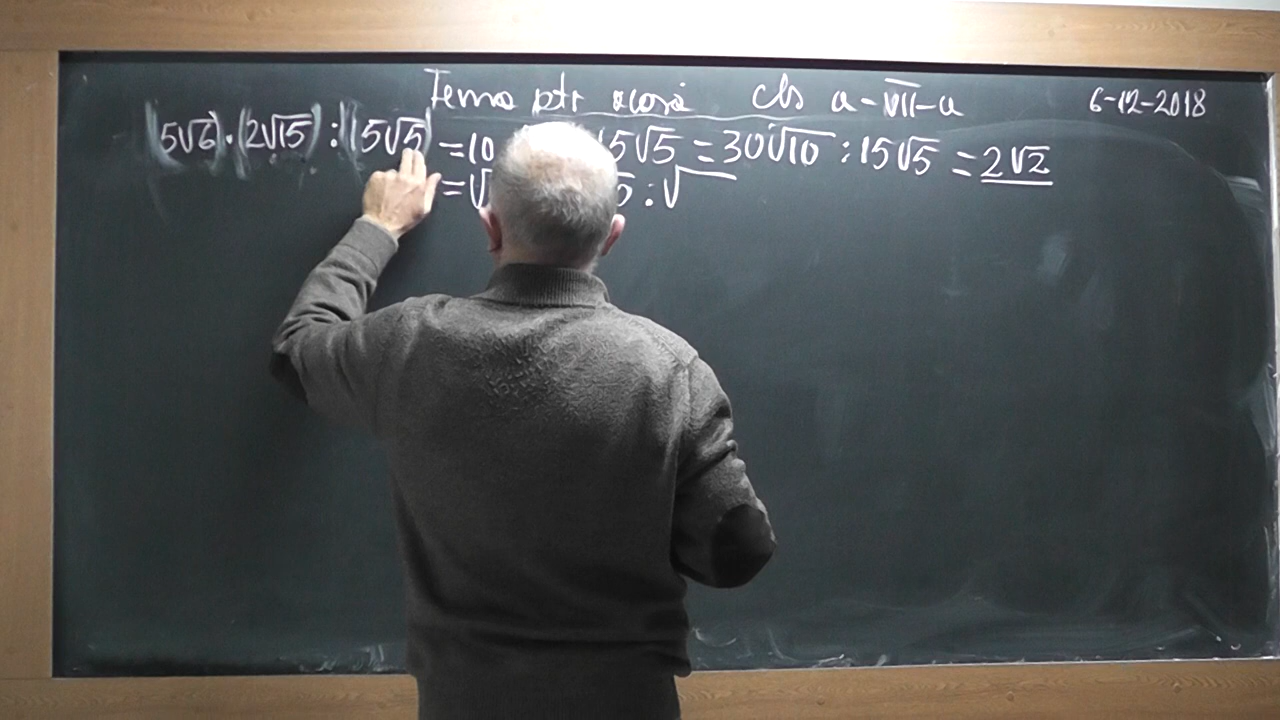 Tema ptr acasă cls a-VII-a 6-12-2018
(5√6)·(2√15):(15√5) =10 15√5 =30√10 :15√5 = 2√2
=√ :√